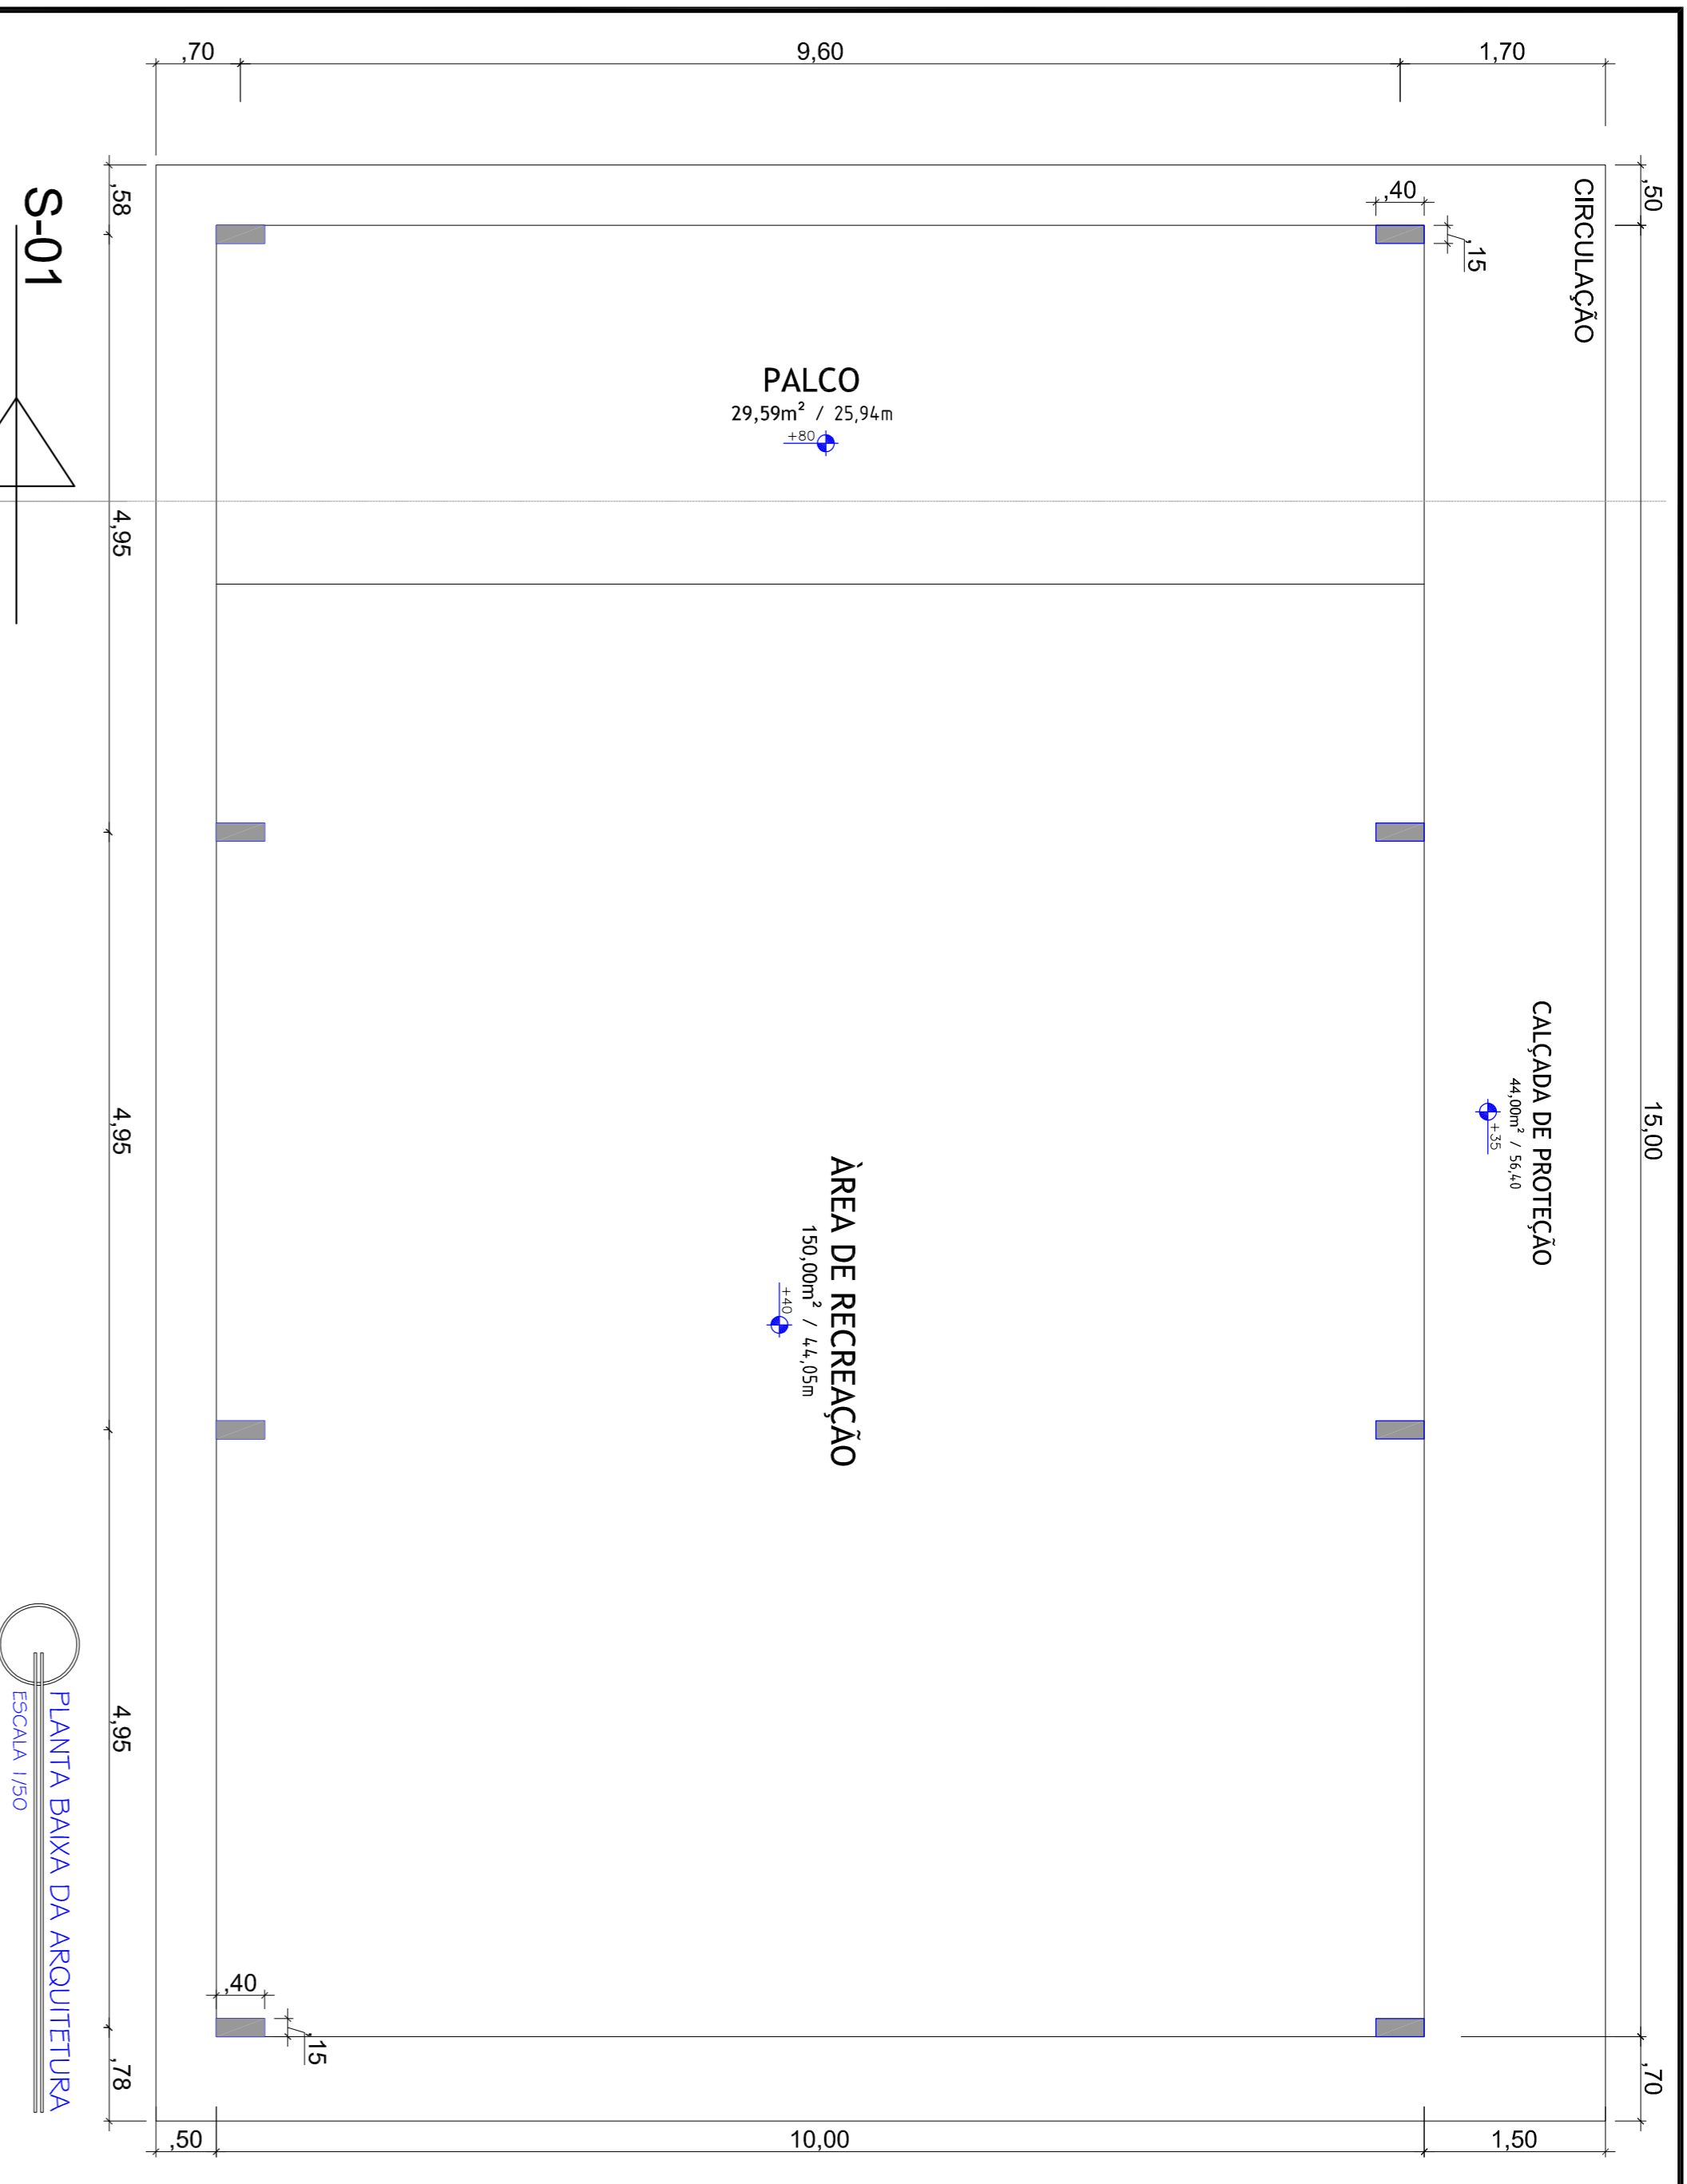 ,70
9,60
1,70
,50
,58
,40
,15
CIRCULAÇÃO
S-01
PALCO
29,59m² / 25,94m
+80
4,95
CALÇADA DE PROTEÇÃO
44,00m² / 56,40
+35
15,00
4,95
ÀREA DE RECREAÇÃO
150,00m² / 44,05m
+40
4,95
PLANTA BAIXA DA ARQUITETURA
ESCALA 1/50
,40
,15
,78
,70
,50
10,00
1,50